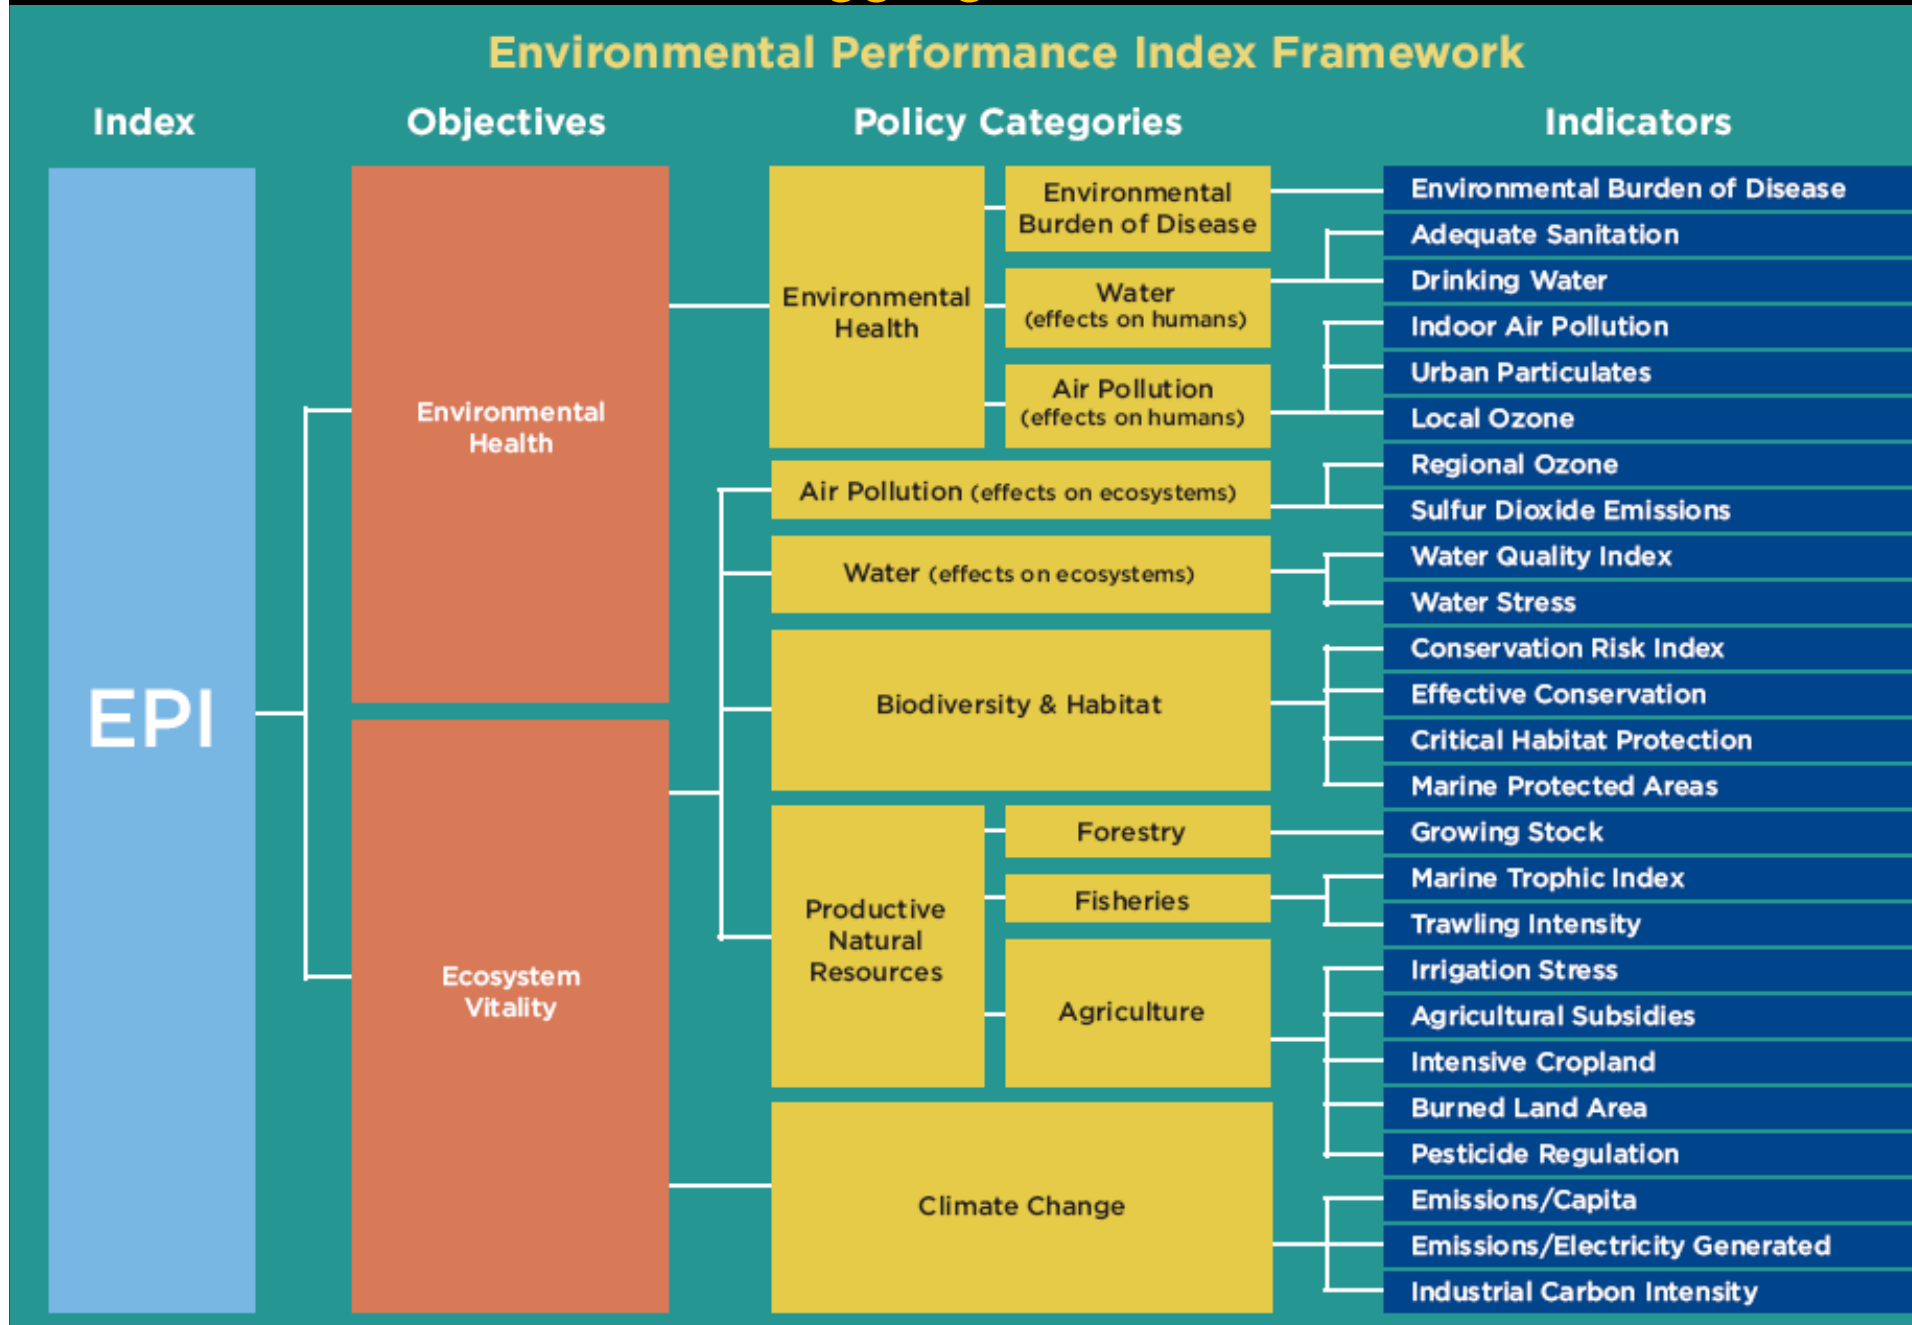 Environmental Performance Index Framework
Index
Objectives
Policy Categories
Indicators
EPI
Environmental
Health
Ecosystem
Vitality
Environmental
Health
Environmental
Burden of Disease
Water
(effects on humans)
Air Pollution
(effects on humans)
Air Pollution (effects on ecosystems)
Water (effects on ecosystems)
Biodiversity & Habitat
Productive
Natural
Resources
Forestry
Fisheries
Agriculture
Climate Change
Environmental Burden of Disease
Adequate Sanitation
Drinking Water
Indoor Air Pollution
Urban Particulates
Local Ozone
Regional Ozone
Sulfur Dioxide Emissions
Water Quality Index
Water Stress
Conservation Risk Index
Effective Conservation
Critical Habitat Protection
Marine Protected Areas
Growing Stock
Marine Trophic Index
Trawling Intensity
Irrigation Stress
Agricultural Subsidies
Intensive Cropland
Burned Land Area
Pesticide Regulation
Emissions/Capita
Emissions/Electricity Generated
Industrial Carbon Intensity